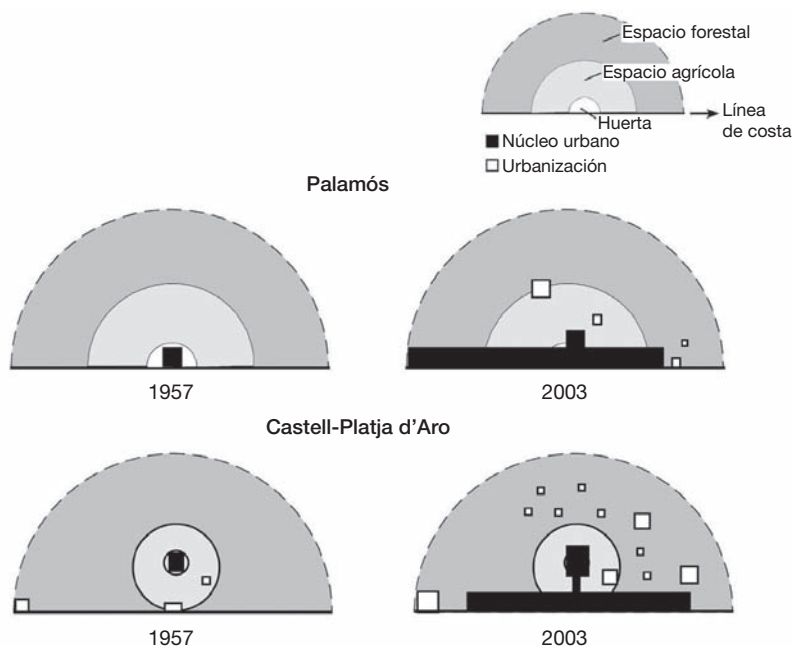 Espacio forestal
Espacio agrícola
Huerta
Línea
de costa
Núcleo urbano
Urbanización
Palamós
1957
2003
Castell-Platja d'Aro
1957
2003